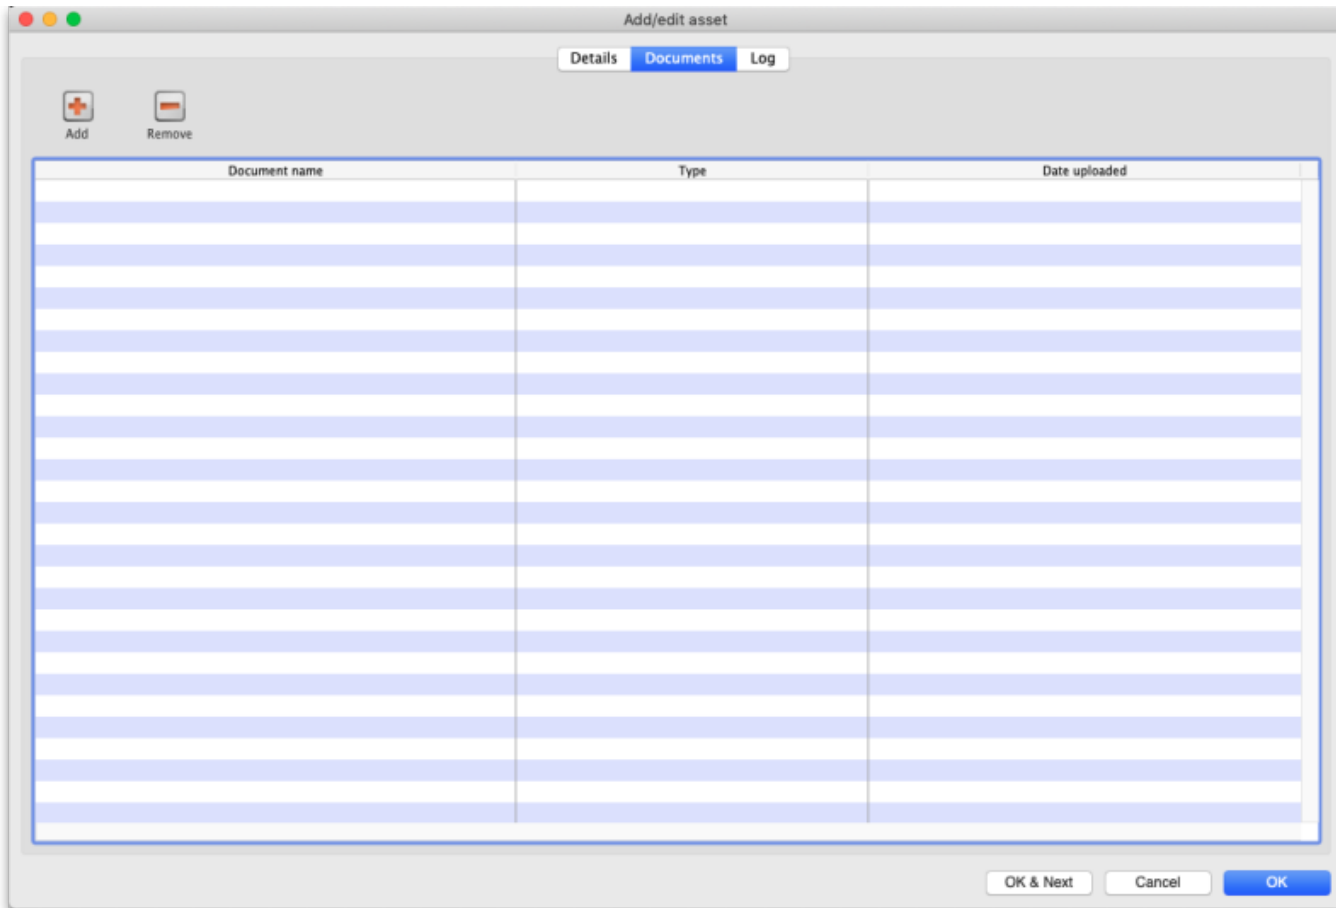 Add/edit asset
Details Documents Log
Add Remove
Document name Type Date uploaded
OK & Next Cancel OK